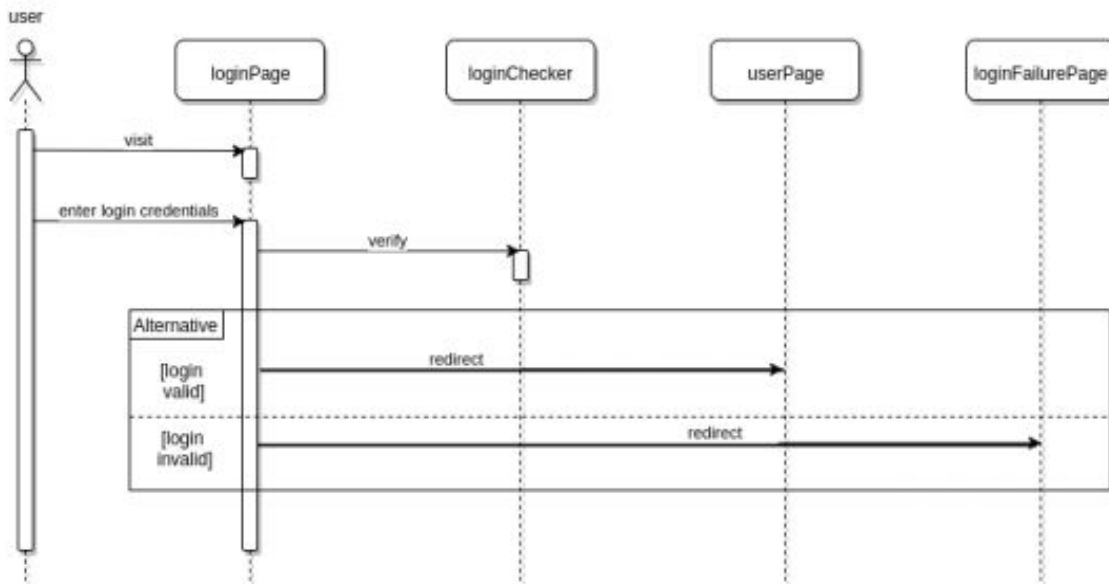 user
loginPage
loginChecker
userPage
loginFailurePage
visit
enter login credentials
verify
Alternative
redirect
[login
valid]
redirect
[login
invalid]